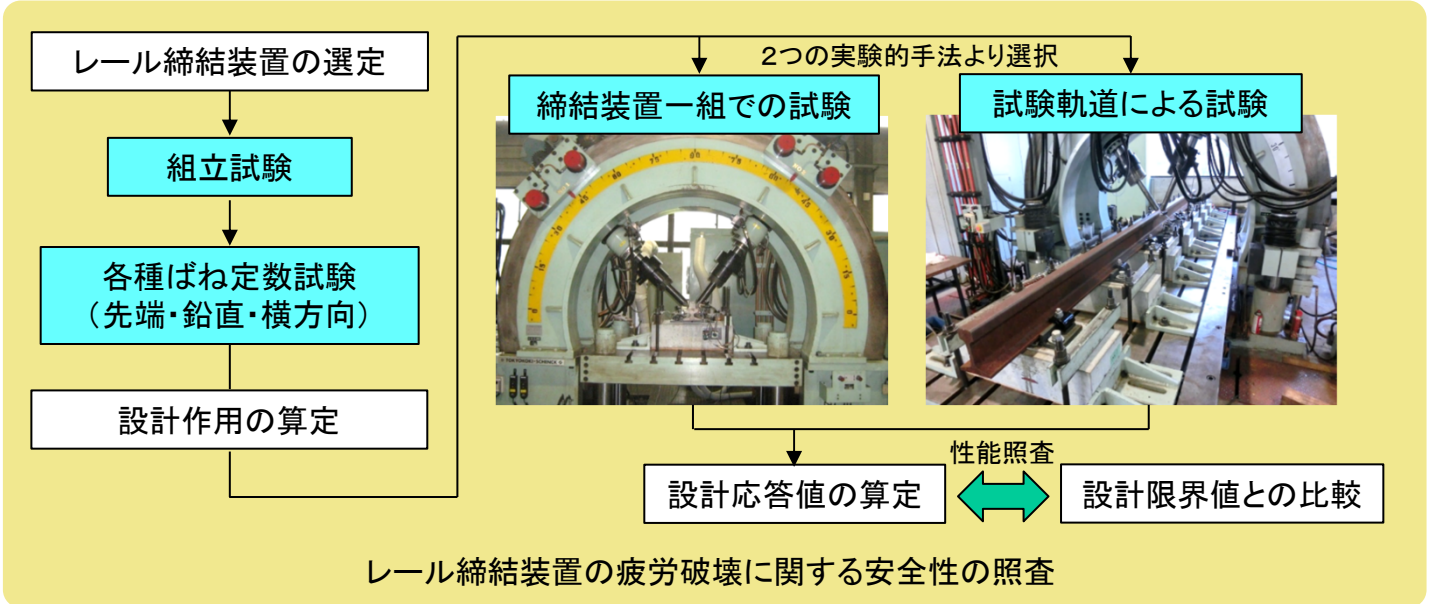 レール締結装置の選定
組立試験
各種ばね定数試験
(先端・鉛直・横方向)
設計作用の算定
2つの実験的手法より選択
締結装置一組での試験
試験軌道による試験
設計応答値の算定
性能照査
設計限界値との比較
レール締結装置の疲労破壊に関する安全性の照査